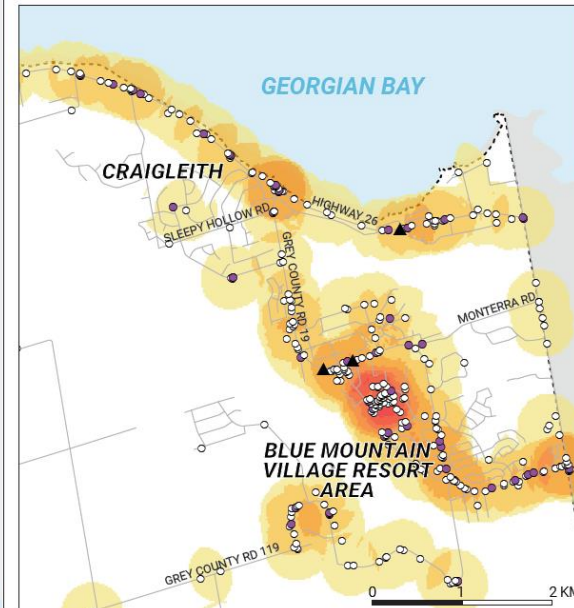 GEORGIAN BAY
CRAIGLEITH
HIGHWAY 26
SLEEPY HOLLOW RD
GREY COUNTY RD 19
MONTERRA RD
BLUE MOUNTAIN
VILLAGE RESORT
AREA
GREY COUNTY RD 119
0 1 2 KM